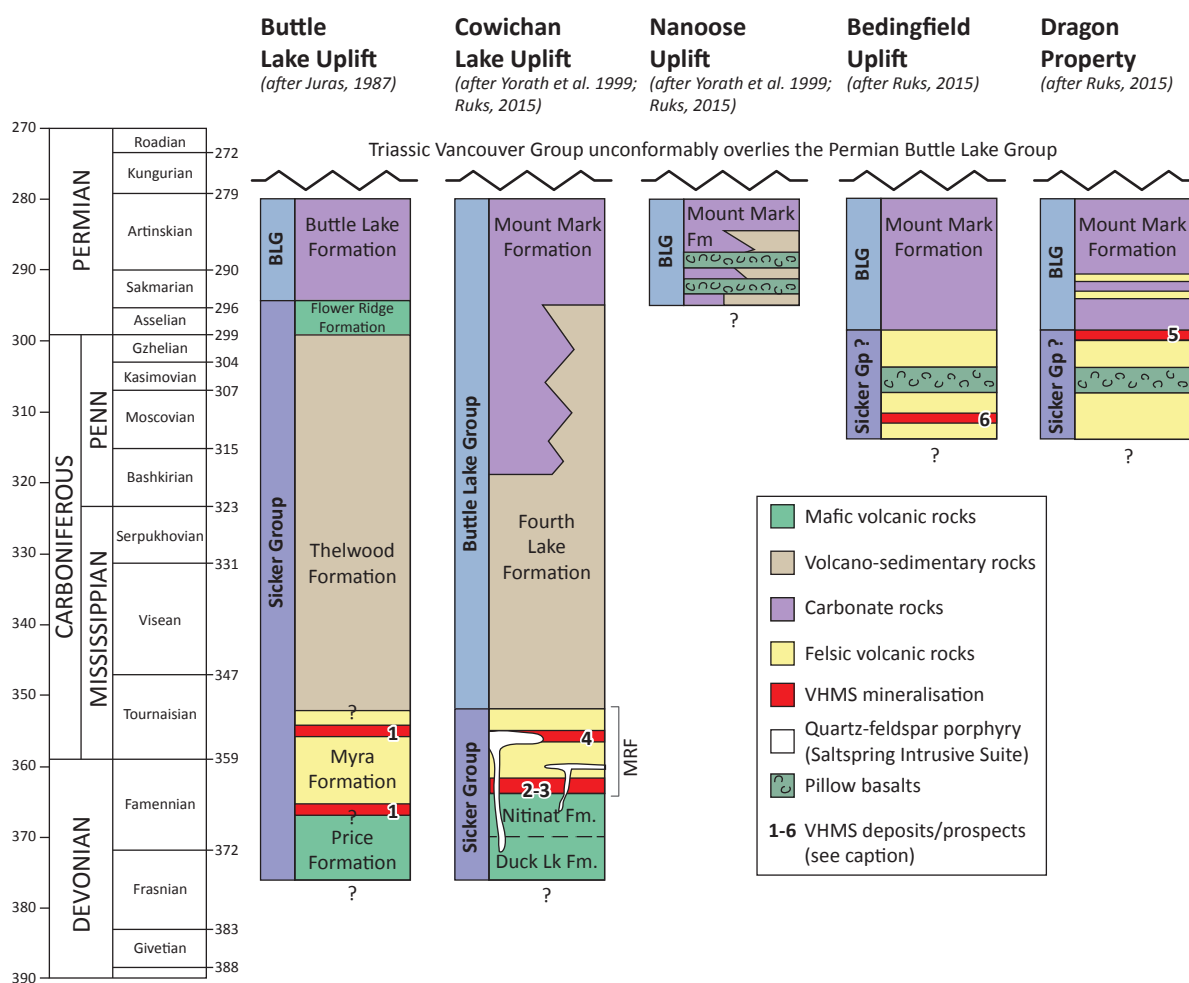 Buttle
Lake Uplift
(after Juras, 1987)
Cowichan
Lake Uplift
(after Yorath et al. 1999;
Ruks, 2015)
Nanoose
Uplift
(after Yorath et al. 1999;
Ruks, 2015)
Bedingfield
Uplift
(after Ruks, 2015)
Dragon
Property
(after Ruks, 2015)
Triassic Vancouver Group unconformably overlies the Permian Buttle Lake Group
270
280
290
300
310
320
330
340
350
360
370
380
390
PERMIAN
CARBONIFEROUS
PENN
MISSISSIPPIAN
DEVONIAN
Roadian
272
Kungurian
279
Artinskian
290
Sakmarian
296
Asselian
299
Gzhelian
304
Kasimovian
307
Moscovian
315
Bashkirian
323
Serpukhovian
331
Visean
347
Tournaisian
359
Famennian
372
Frasnian
383
Givetian
388
BLG
Sicker Group
Buttle Lake
Formation
Flower Ridge
Formation
Thelwood
Formation
?
1
Myra
Formation
1
?
Price
Formation
?
Buttle Lake Group
Sicker Group
Mount Mark
Formation
Fourth
Lake
Formation
4
2-3
MRF
Nitinat Fm.
Duck Lk Fm.
?
BLG
Mount Mark
Fm
?
BLG
Sicker Gp ?
Mount Mark
Formation
6
?
BLG
Sicker Gp ?
Mount Mark
Formation
5
?
Mafic volcanic rocks
Volcano-sedimentary rocks
Carbonate rocks
Felsic volcanic rocks
VHMS mineralisation
Quartz-feldspar porphyry
(Saltspring Intrusive Suite)
Pillow basalts
1-6 VHMS deposits/prospects
(see caption)